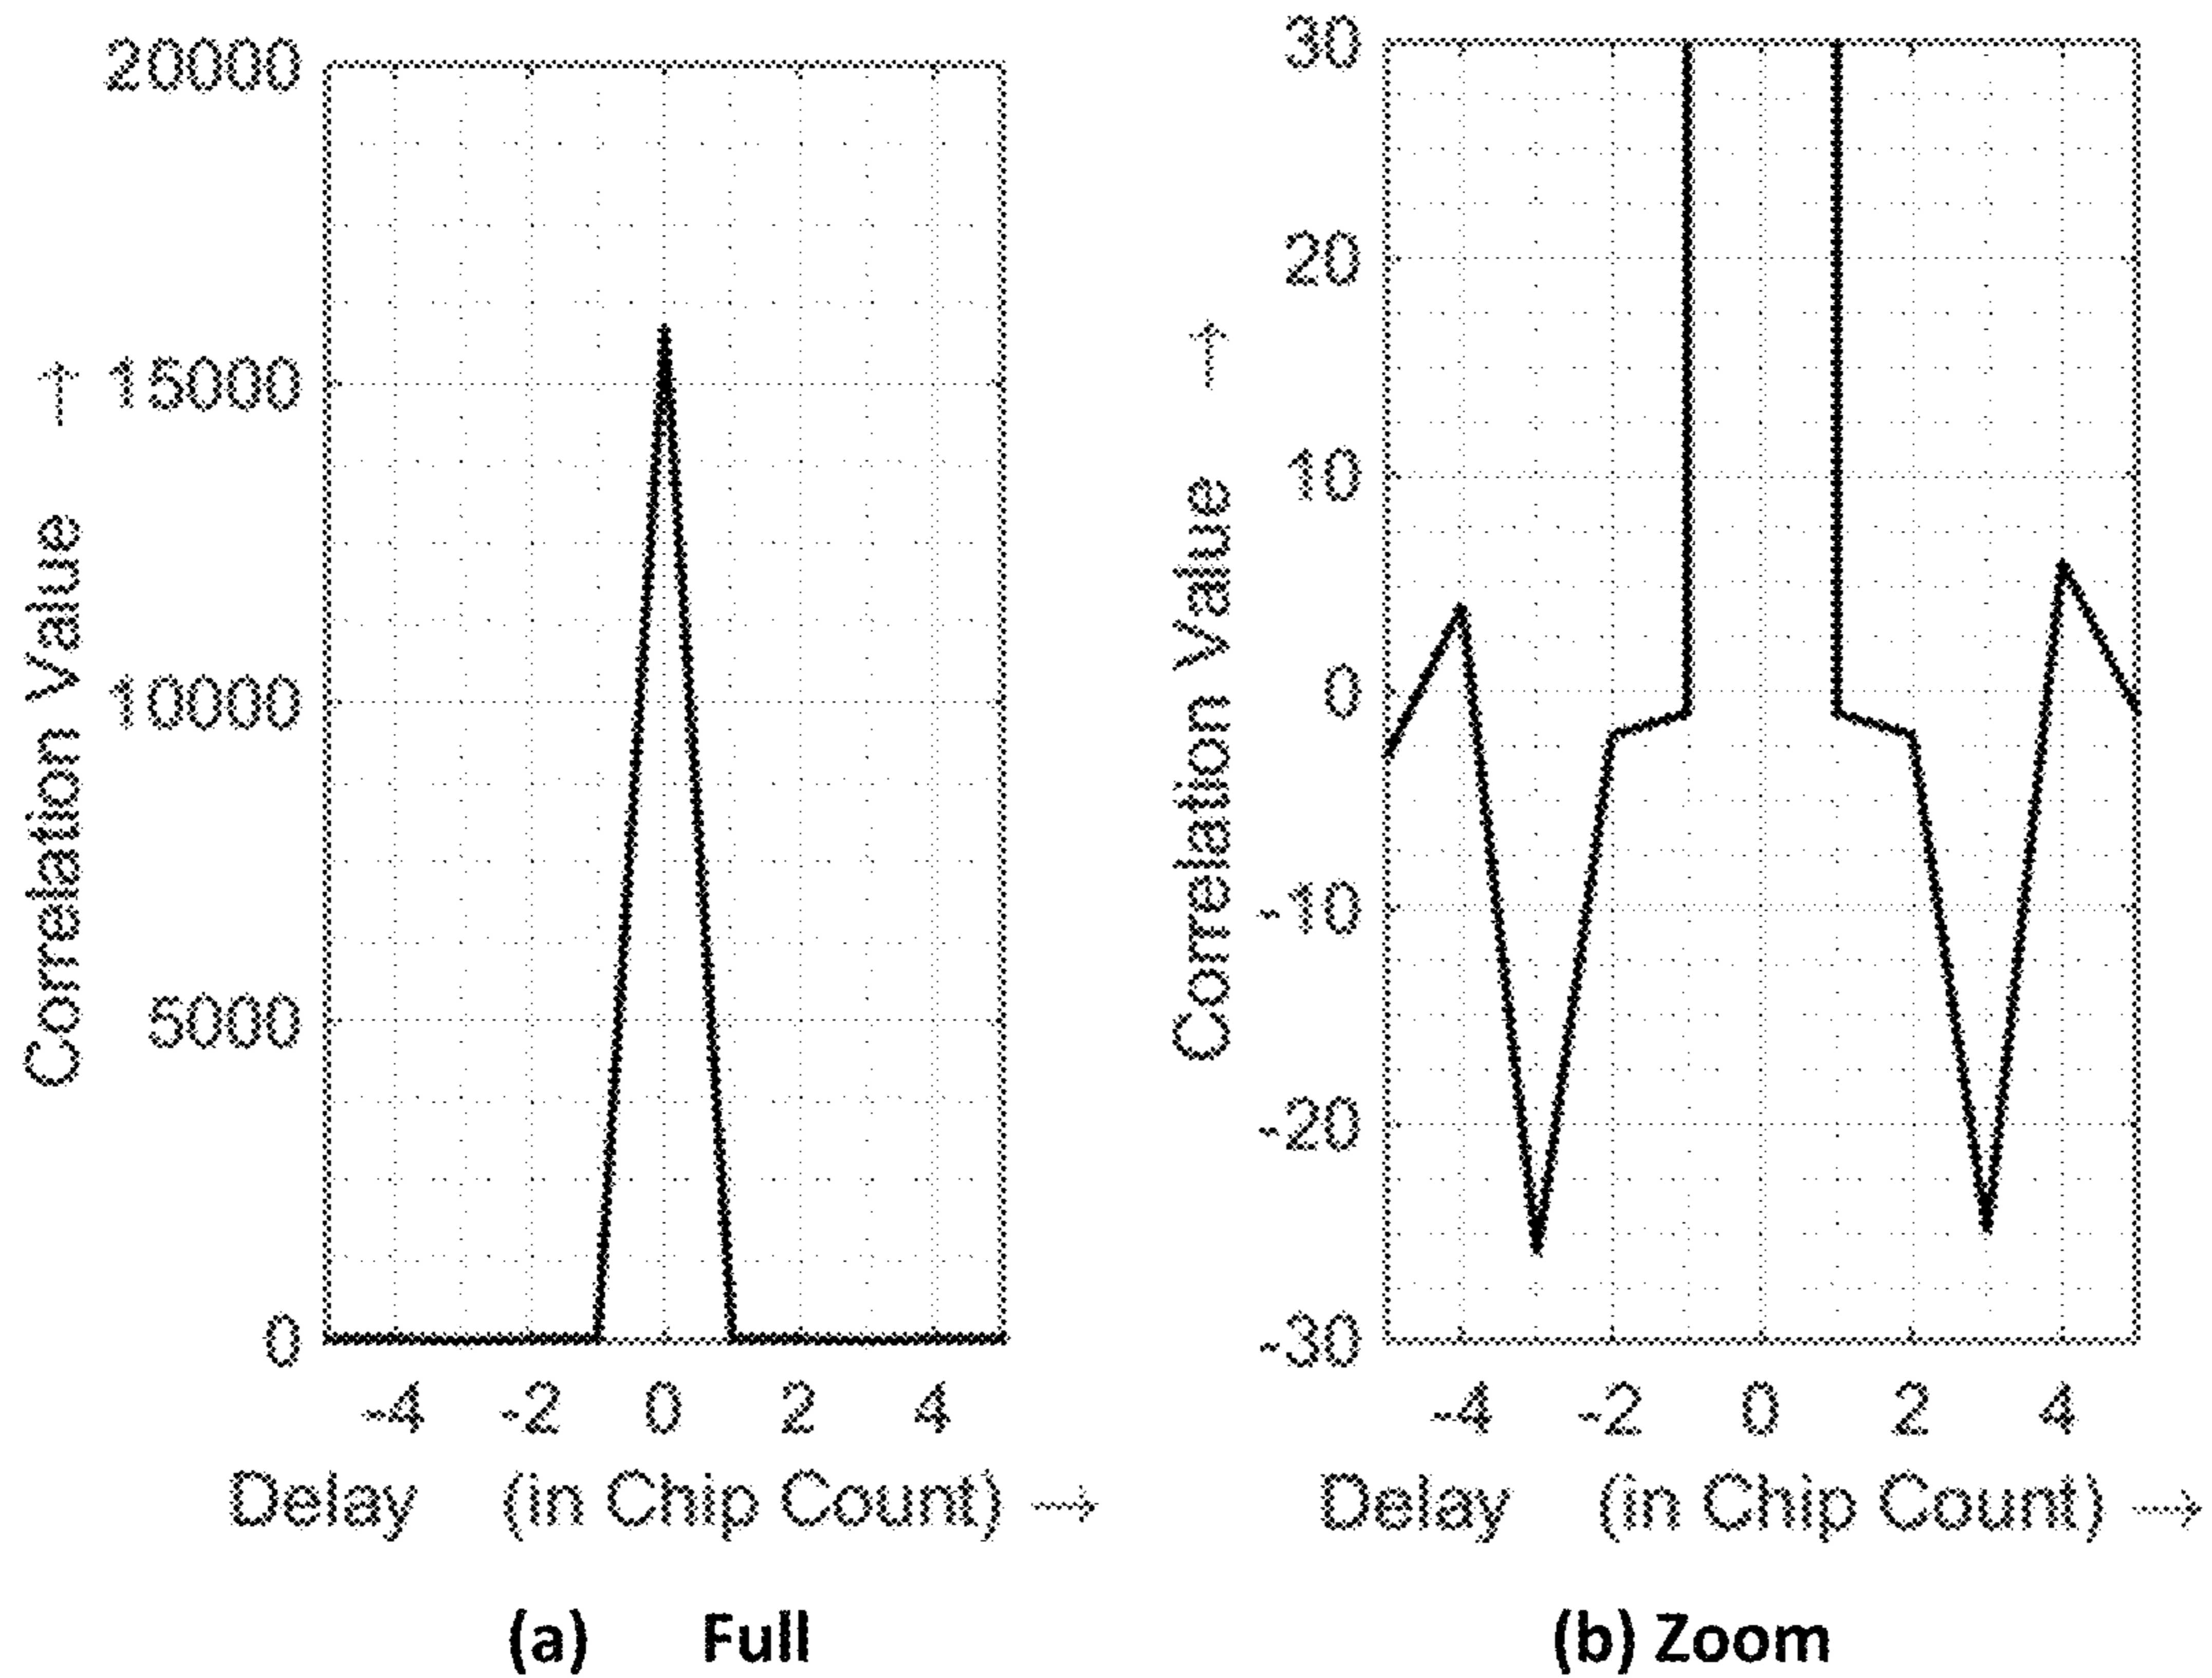 20000
15000
10000
5000
0
-4 -2 0 2 4
Correlation Value →
Delay (in Chip Count) →
(a) Full
30
20
10
0
-10
-20
-30
-4 -2 0 2 4
Correlation Value →
Delay (in Chip Count) →
(b) Zoom